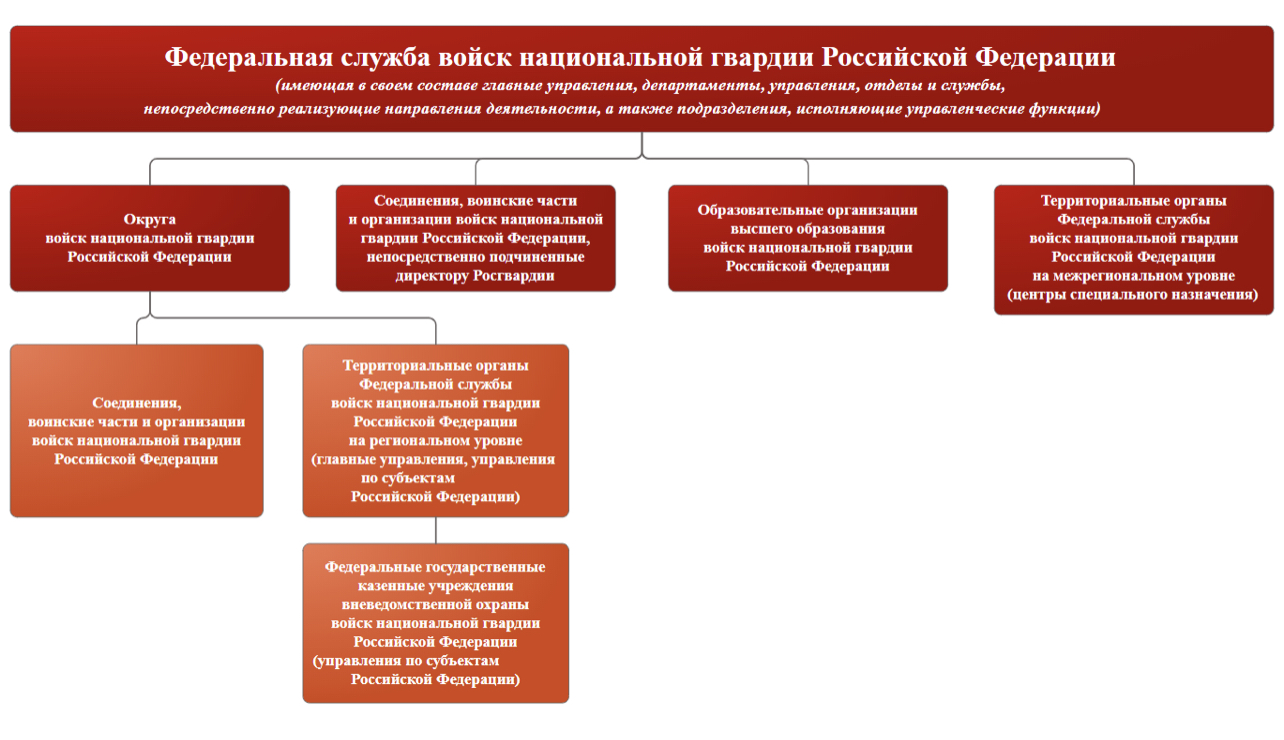 Федеральная служба войск национальной гвардии Российской Федерации
(имеющая в своем составе главные управления, департаменты, управления, отделы и службы,
непосредственно реализующие направления деятельности, а также подразделения, исполняющие управленческие функции)
Округа
войск национальной гвардии
Российской Федерации
Соединения, воинские части
и организации войск национальной
гвардии Российской Федерации,
непосредственно подчиненные
директору Росгвардии
Образовательные организации
высшего образования
войск национальной гвардии
Российской Федерации
Территориальные органы
Федеральной службы
войск национальной гвардии
Российской Федерации
на межрегиональном уровне
(центры специального назначения)
Соединения,
воинские части и организации
войск национальной гвардии
Российской Федерации
Территориальные органы
Федеральной службы
войск национальной гвардии
Российской Федерации
на региональном уровне
(главные управления, управления
по субъектам
Российской Федерации)
Федеральные государственные
казенные учреждения
вневедомственной охраны
войск национальной гвардии
Российской Федерации
(управления по субъектам
Российской Федерации)